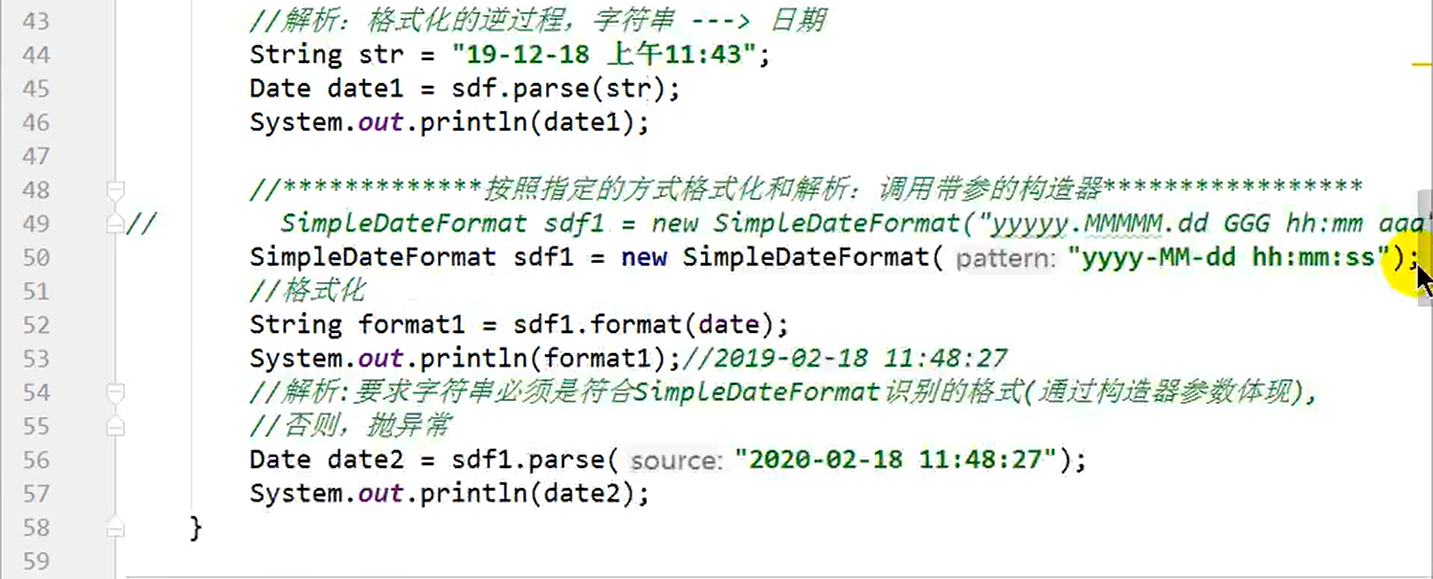 43 //解析：格式化的逆过程，字符串 ---> 日期
44 String str = "19-12-18 上午11:43";
45 Date date1 = sdf.parse(str);
46 System.out.println(date1);
47
48 //*************按照指定的方式格式化和解析：调用带参的构造器*****************
49 // SimpleDateFormat sdf1 = new SimpleDateFormat("yyyyy.MMMMM.dd GGG hh:mm aaa"
50 SimpleDateFormat sdf1 = new SimpleDateFormat( pattern: "yyyy-MM-dd hh:mm:ss");
51 //格式化
52 String format1 = sdf1.format(date);
53 System.out.println(format1);//2019-02-18 11:48:27
54 //解析:要求字符串必须是符合SimpleDateFormat识别的格式(通过构造器参数体现),
55 //否则，抛异常
56 Date date2 = sdf1.parse( source: "2020-02-18 11:48:27");
57 System.out.println(date2);
58 }
59